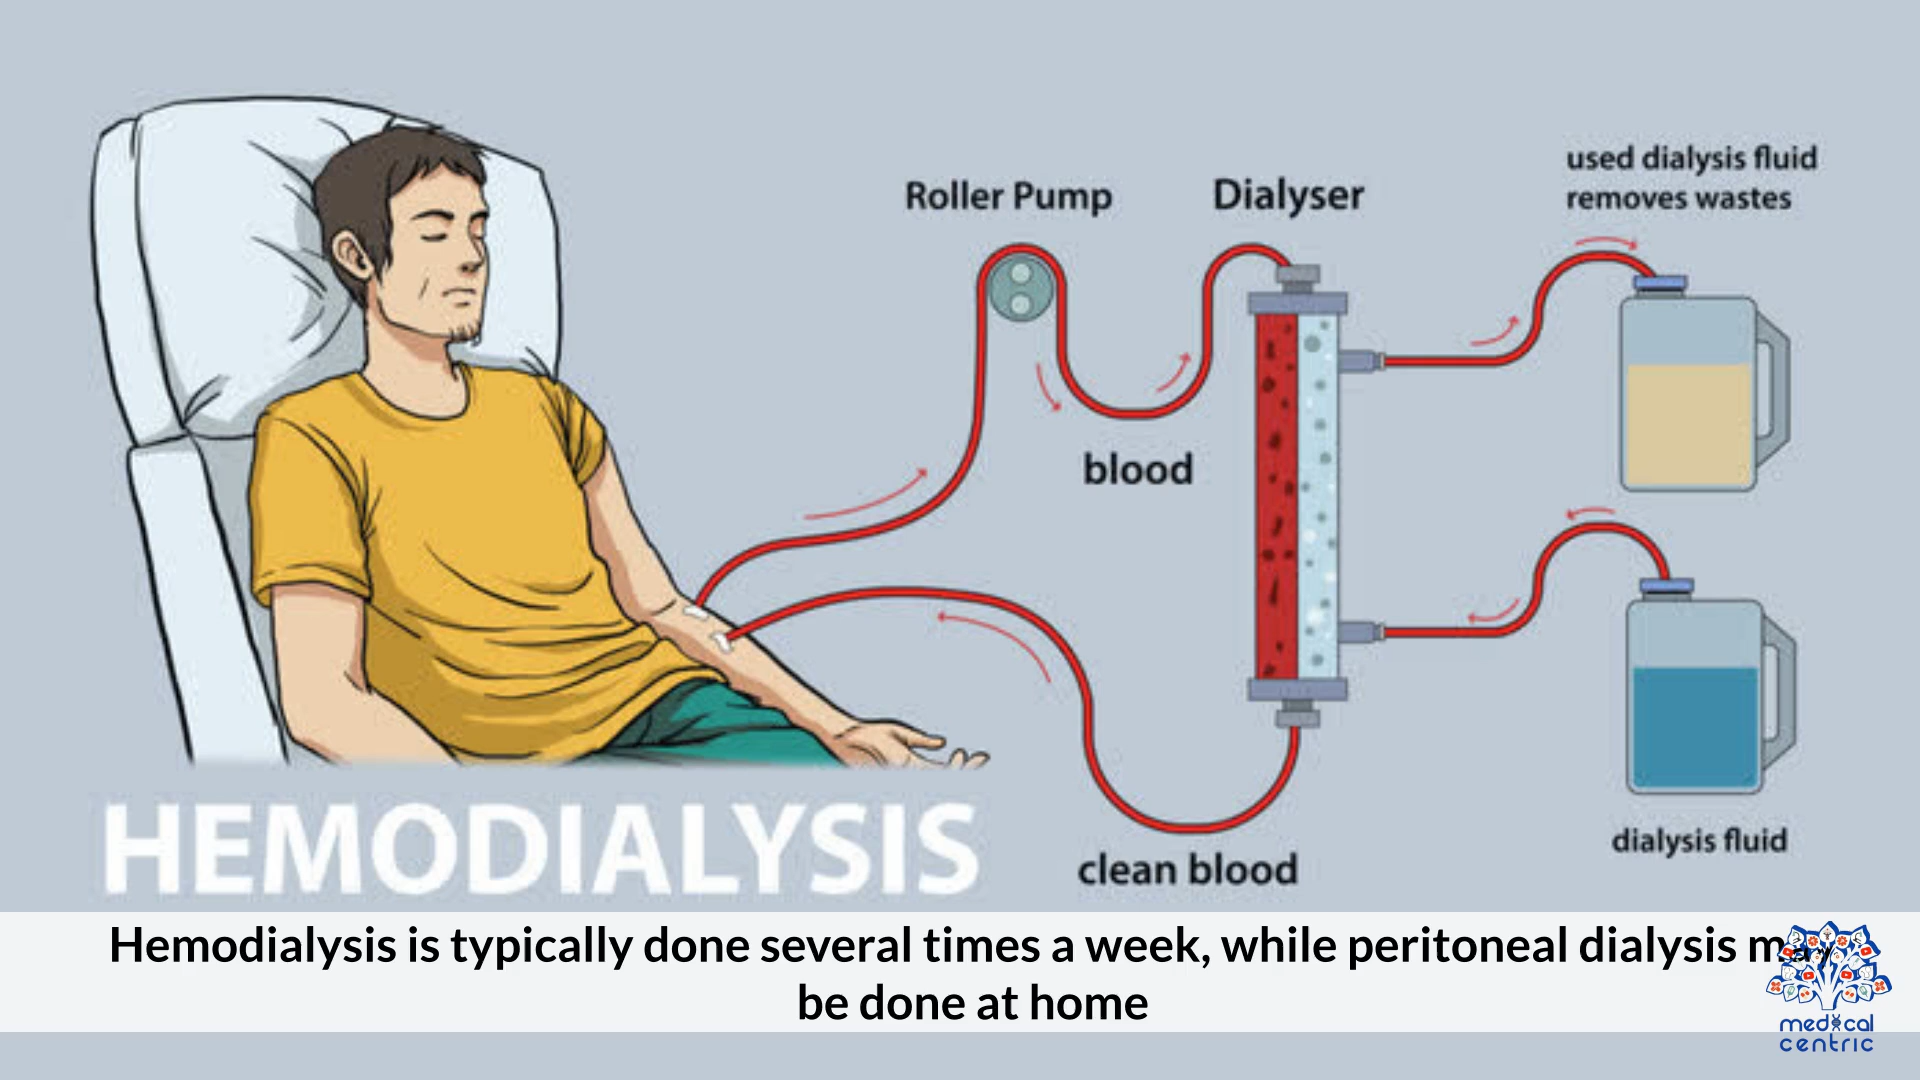 used dialysis fluid
removes wastes
Roller Pump
Dialyser
blood
clean blood
dialysis fluid
HEMODIALYSIS
Hemodialysis is typically done several times a week, while peritoneal dialysis may
be done at home
medical
centric